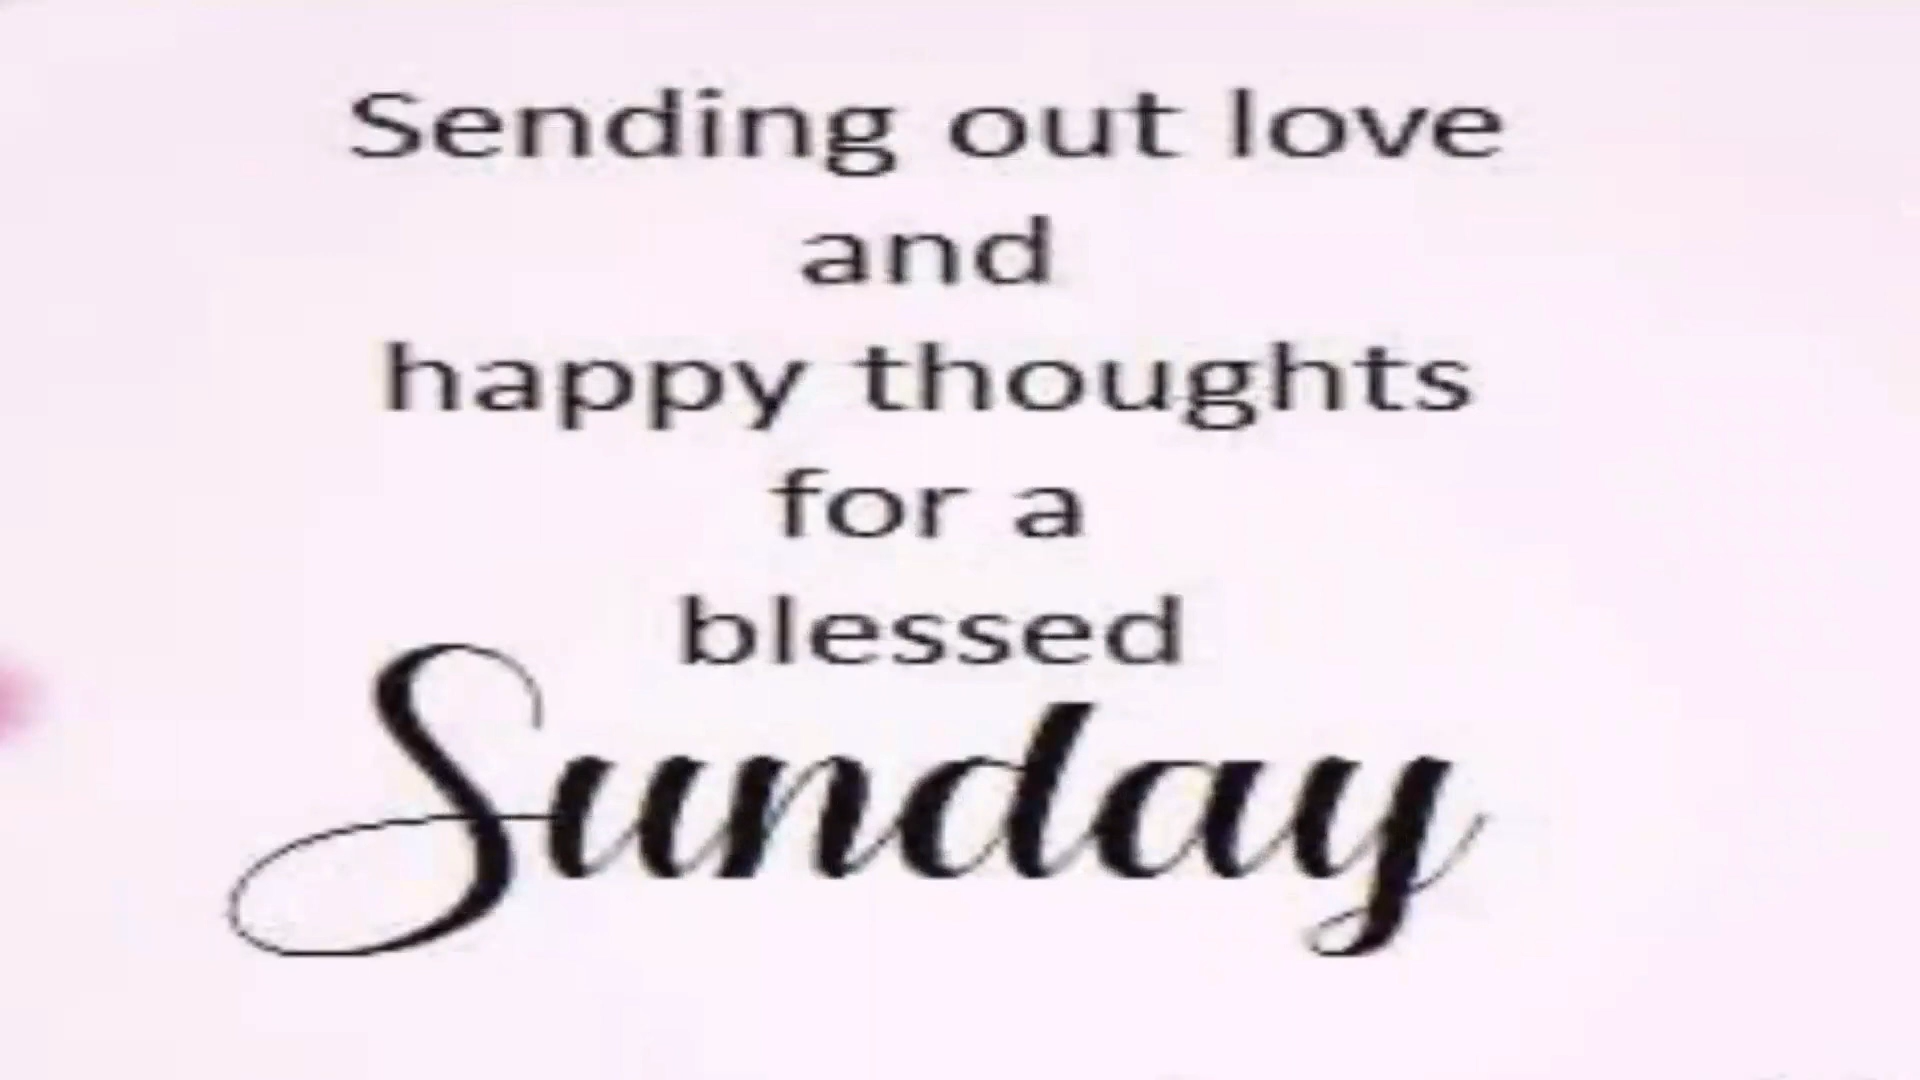 Sending out love
and
happy thoughts
for a
blessed
Sunday